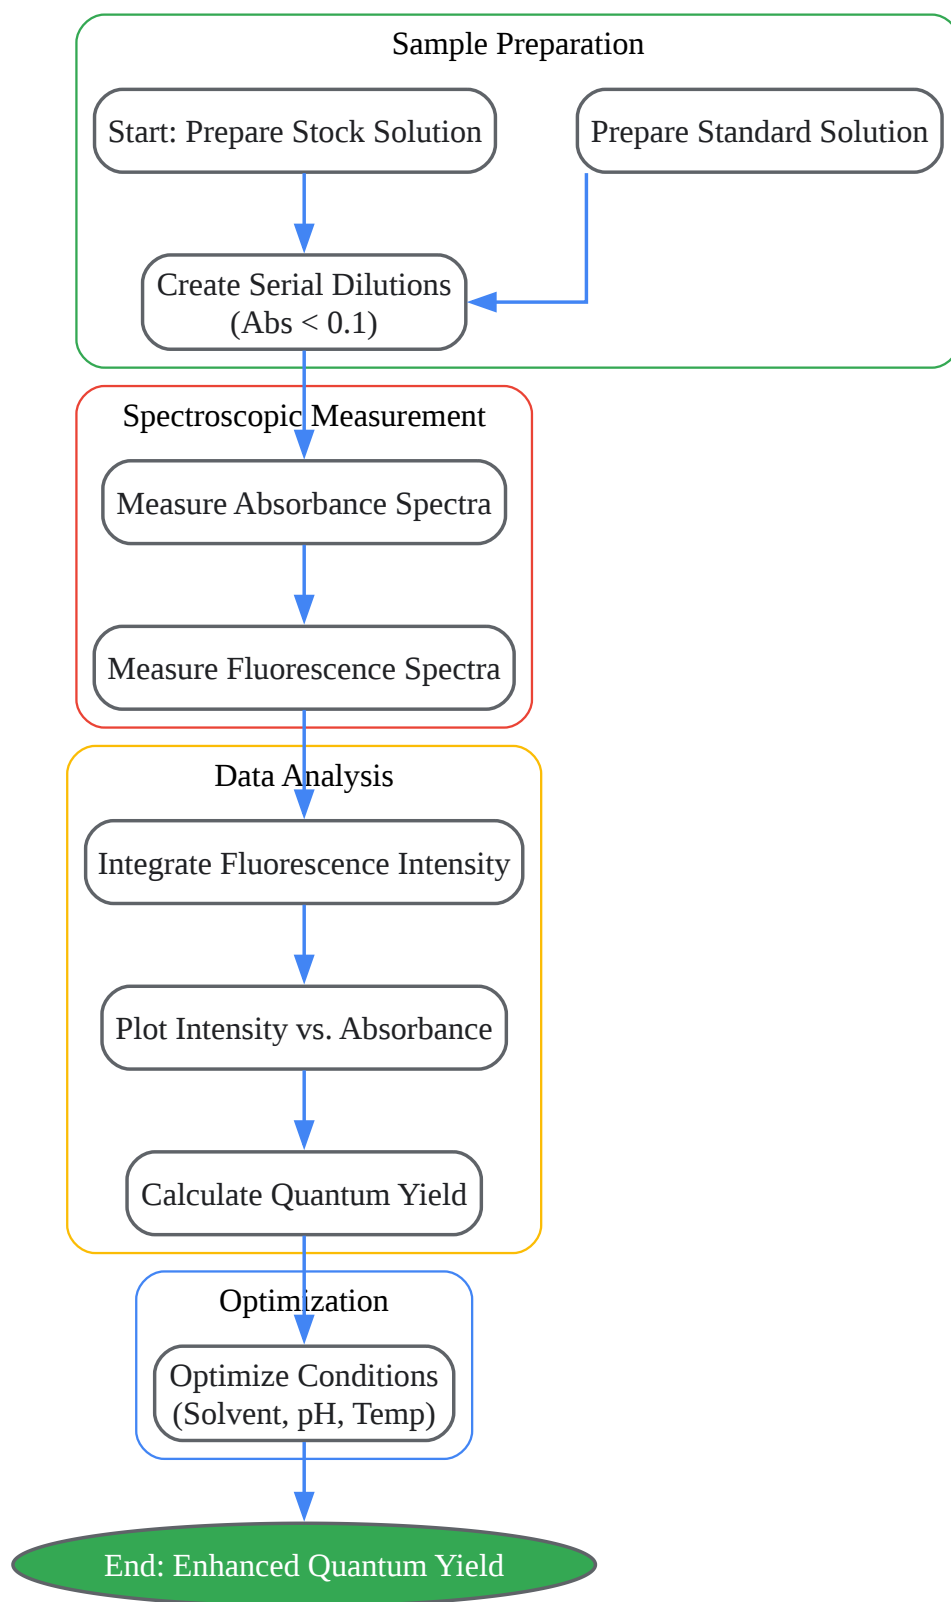 Sample Preparation
Start: Prepare Stock Solution
Prepare Standard Solution
Create Serial Dilutions
(Abs < 0.1)
Spectroscopic Measurement
Measure Absorbance Spectra
Measure Fluorescence Spectra
Data Analysis
Integrate Fluorescence Intensity
Plot Intensity vs. Absorbance
Calculate Quantum Yield
Optimization
Optimize Conditions
(Solvent, pH, Temp)
End: Enhanced Quantum Yield